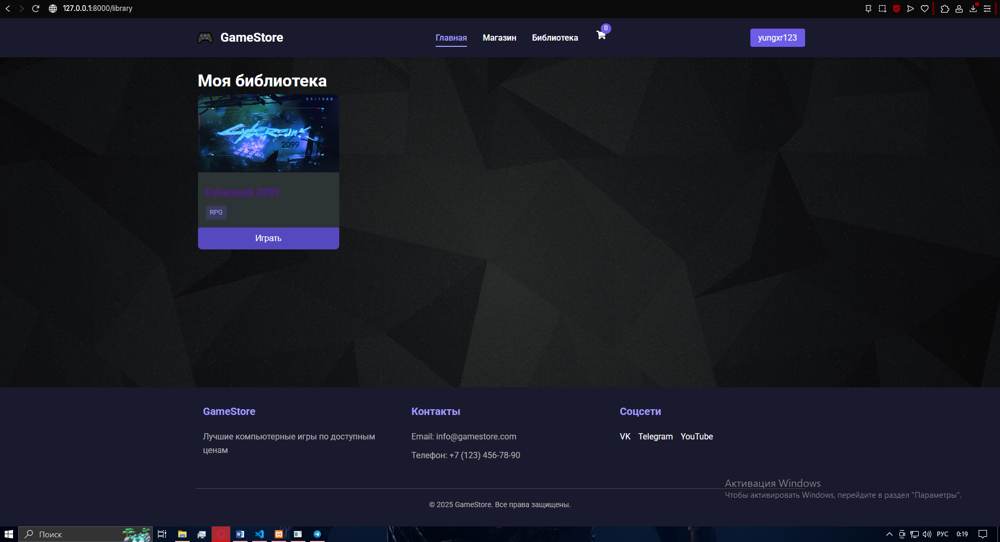 127.0.0.1:8000/library
GameStore
Главная
Магазин
Библиотека
0
yungxr123
Моя библиотека
65/1088
Cyberpunk
2099
Cyberpunk 2099
RPG
Играть
GameStore
Лучшие компьютерные игры по доступным
ценам
Контакты
Email: info@gamestore.com
Телефон: +7 (123) 456-78-90
Соцсети
VK Telegram YouTube
Активация Windows
Чтобы активировать Windows, перейдите в раздел "Параметры".
© 2025 GameStore. Все права защищены.
Поиск
РУС
0:19